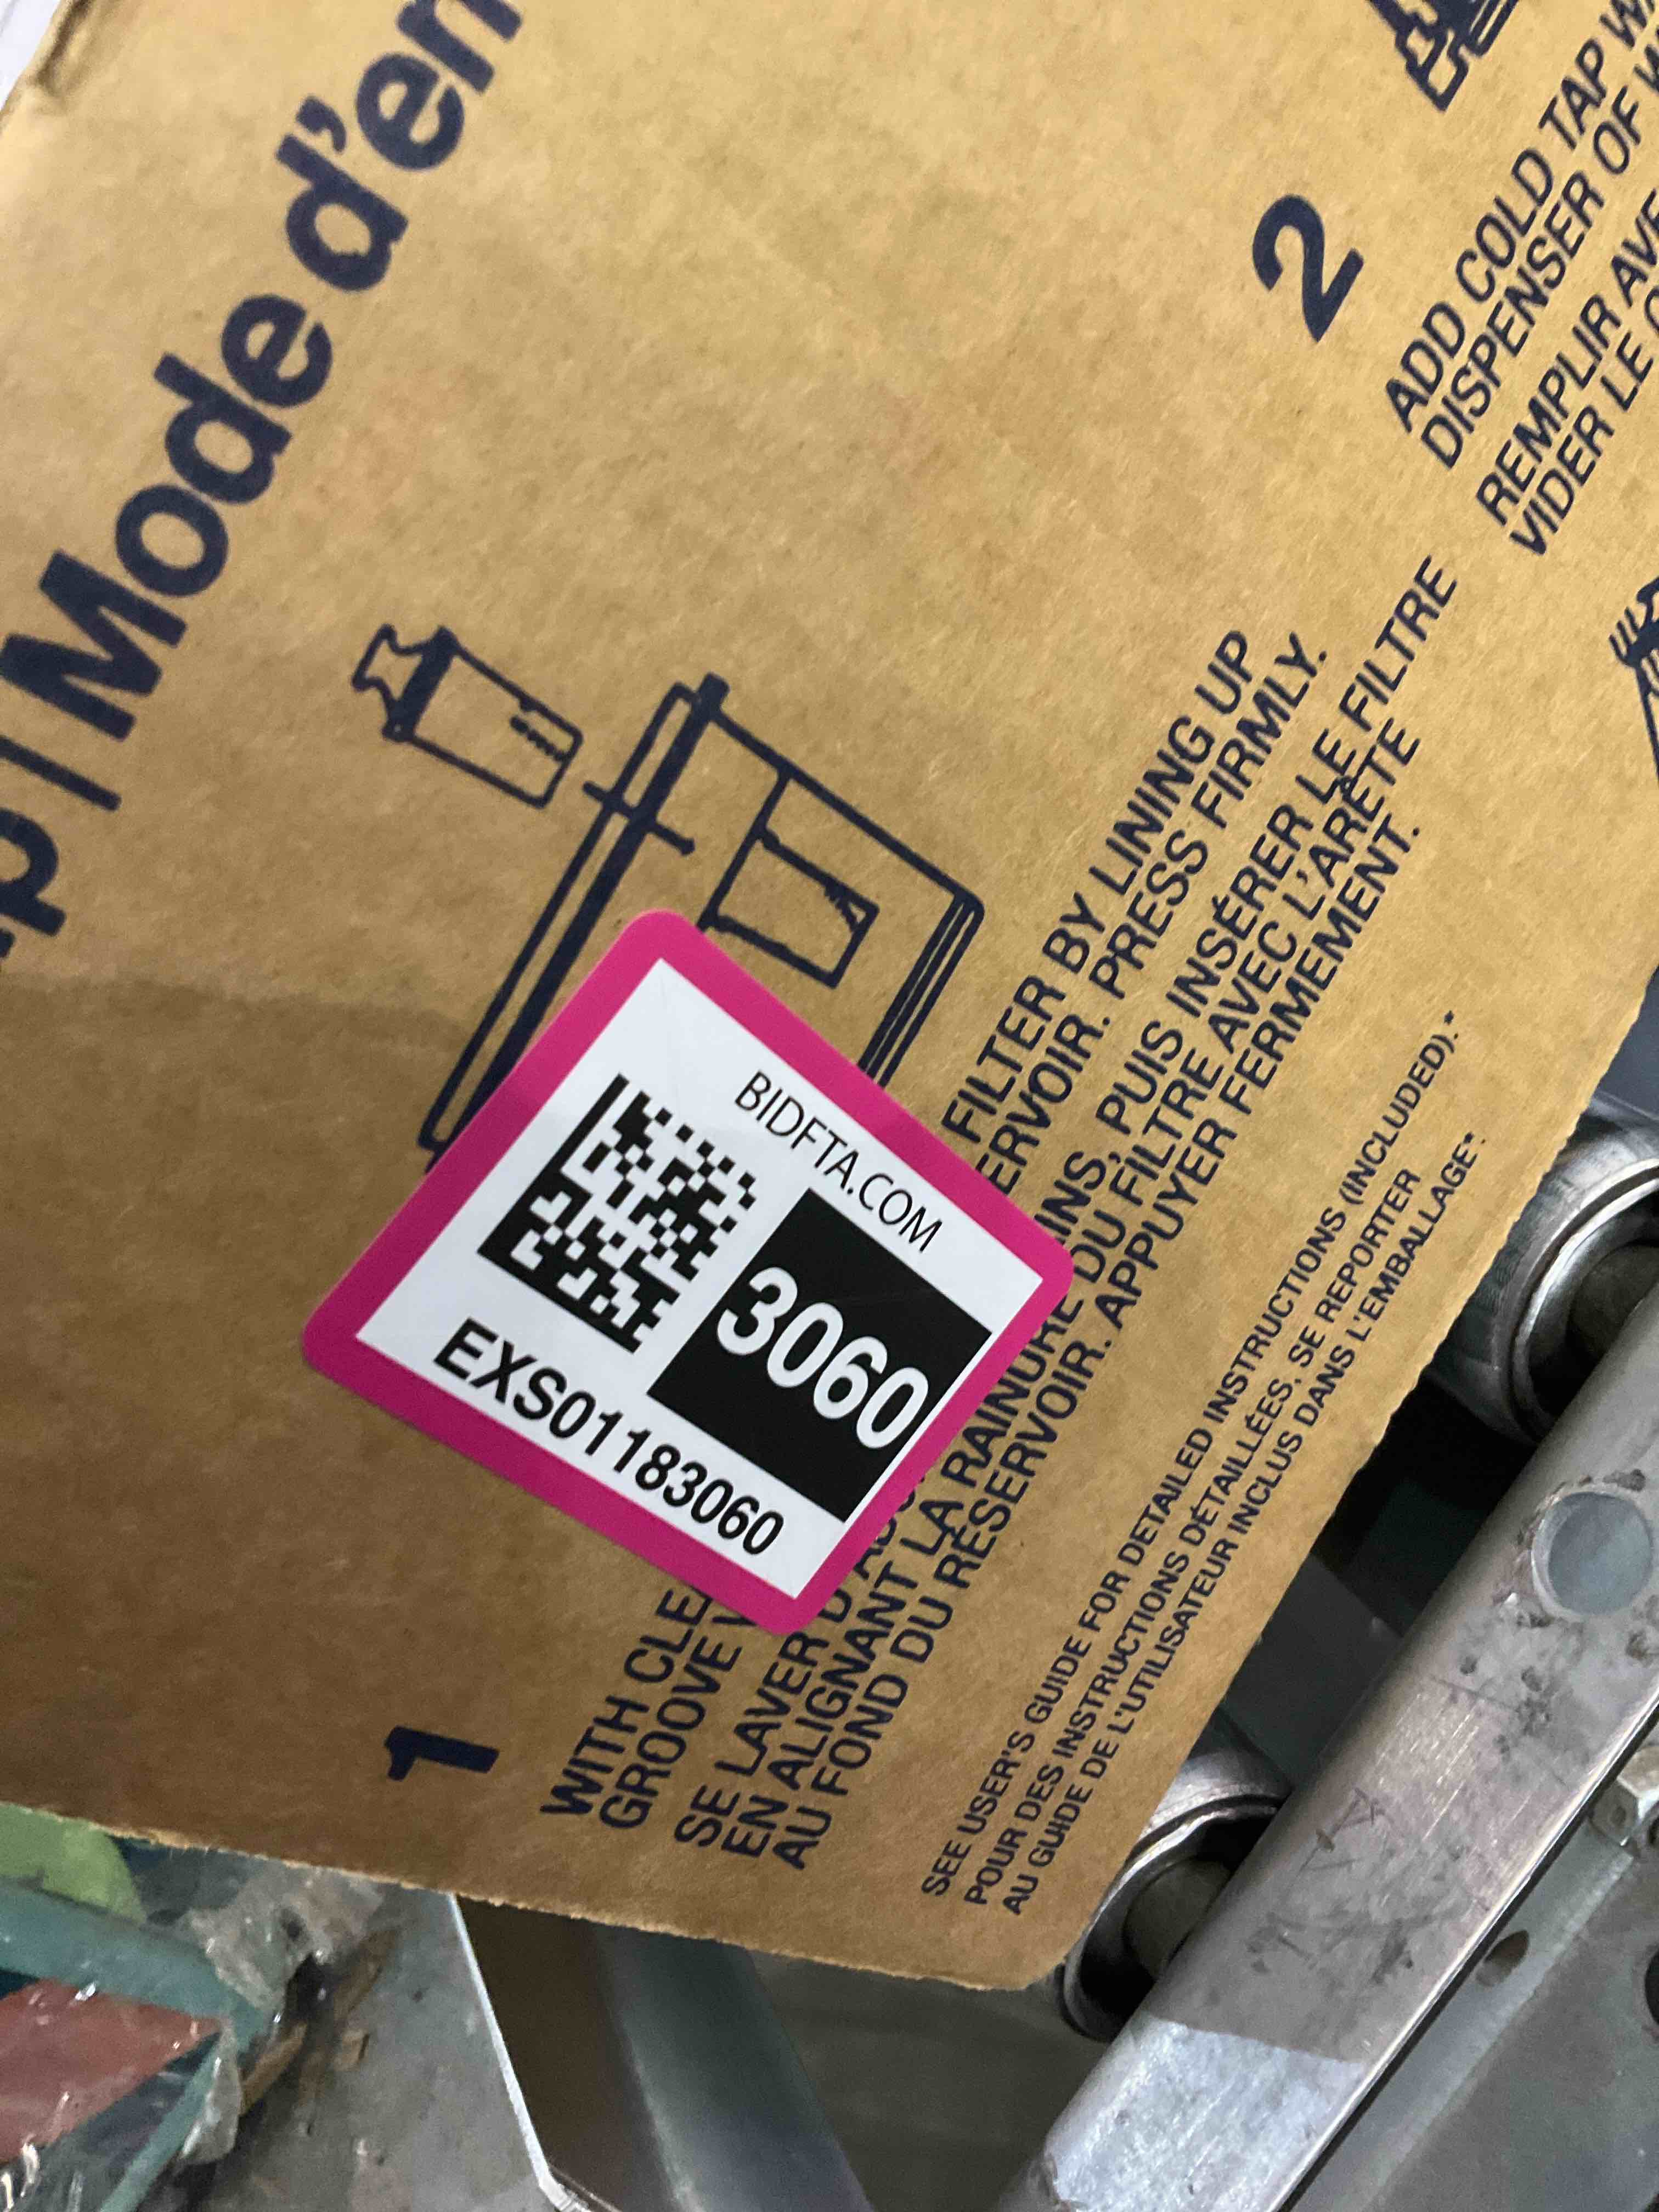 p | Mode d'em
1
WITH CLE FILTER BY LINING UP
GROOVE ERVOIR. PRESS FIRMLY.
SE LAVER D' INS, PUIS INSÉRER LE FILTRE
EN ALIGNANT LA RAINURE DU FILTRE AVEC L'ARÊTE
AU FOND DU RÉSERVOIR. APPUYER FERMEMENT.
SEE USER'S GUIDE FOR DETAILED INSTRUCTIONS (INCLUDED).*
POUR DES INSTRUCTIONS DÉTAILLÉES, SE REPORTER
AU GUIDE DE L'UTILISATEUR INCLUS DANS L'EMBALLAGE*.
2
ADD COLD TAP
DISPENSER OF
REMPLIR AVE
VIDER LE
BIDFTA.COM
3060
EXS01183060